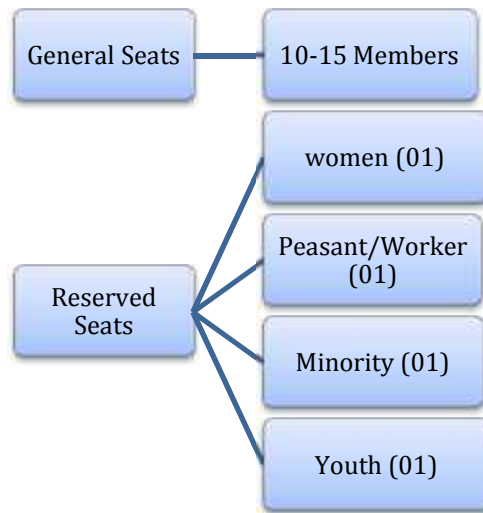 General Seats
10-15 Members
women (01)
Peasant/Worker
(01)
Reserved
Seats
Minority (01)
Youth (01)